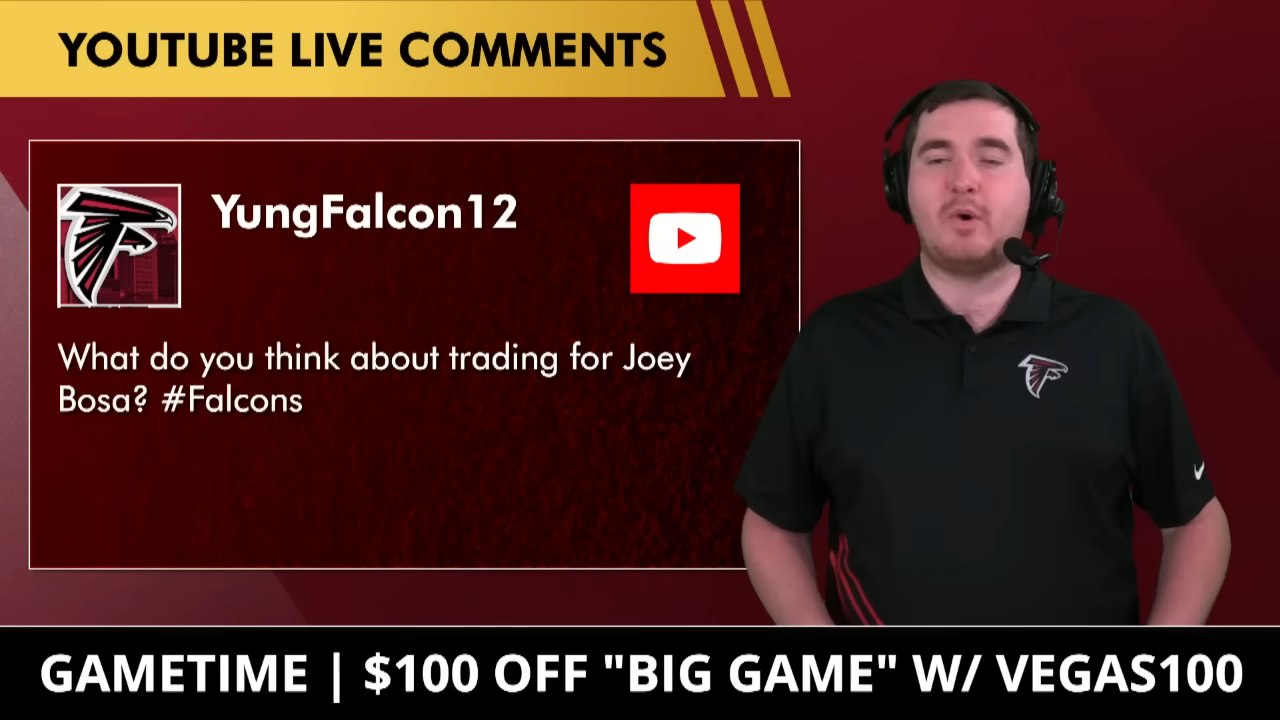 YOUTUBE LIVE COMMENTS
YungFalcon12
What do you think about trading for Joey
Bosa? #Falcons
GAMETIME | $100 OFF "BIG GAME" W/ VEGAS100